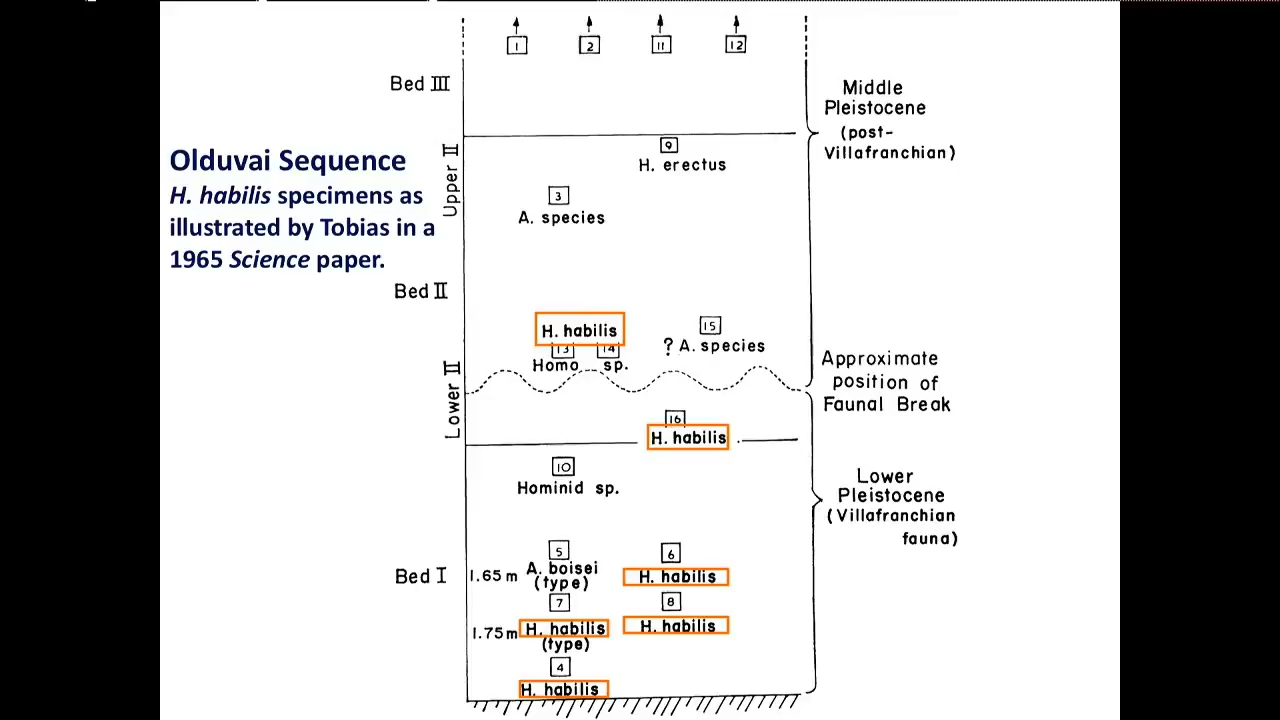 1 2 11 12
Bed III
Middle
Pleistocene
(post-
Villafranchian)
Olduvai Sequence
H. habilis specimens as
illustrated by Tobias in a
1965 Science paper.
Upper II
9
H. erectus
3
A. species
Bed II
H. habilis
13 14
Homo sp.
15
? A. species
Lower II
Approximate
position of
Faunal Break
16
H. habilis
10
Hominid sp.
Lower
Pleistocene
(Villafranchian
fauna)
Bed I
5
1.65 m A. boisei
(type)
6
H. habilis
7
1.75m H. habilis
(type)
8
H. habilis
4
H. habilis